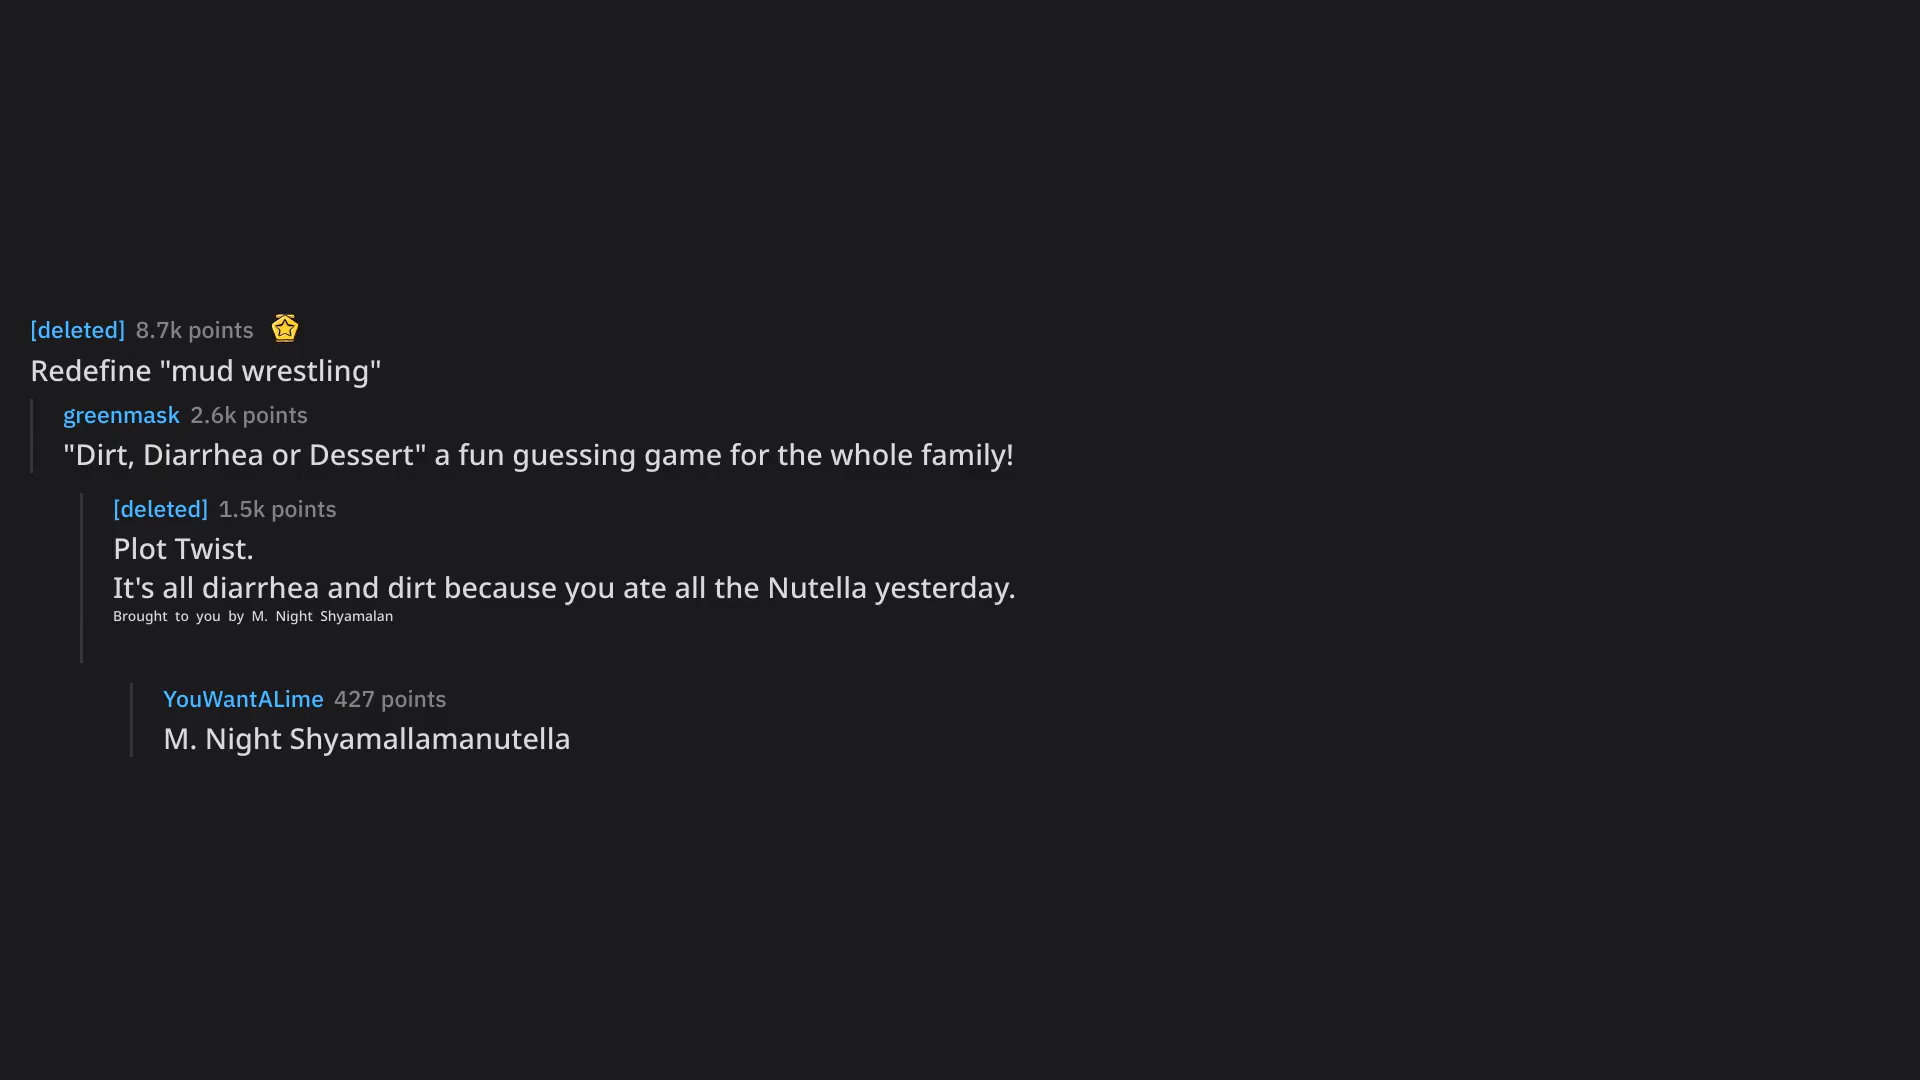 [deleted] 8.7k points
Redefine "mud wrestling"
greenmask 2.6k points
"Dirt, Diarrhea or Dessert" a fun guessing game for the whole family!
[deleted] 1.5k points
Plot Twist.
It's all diarrhea and dirt because you ate all the Nutella yesterday.
Brought to you by M. Night Shyamalan
YouWantALime 427 points
M. Night Shyamallamanutella